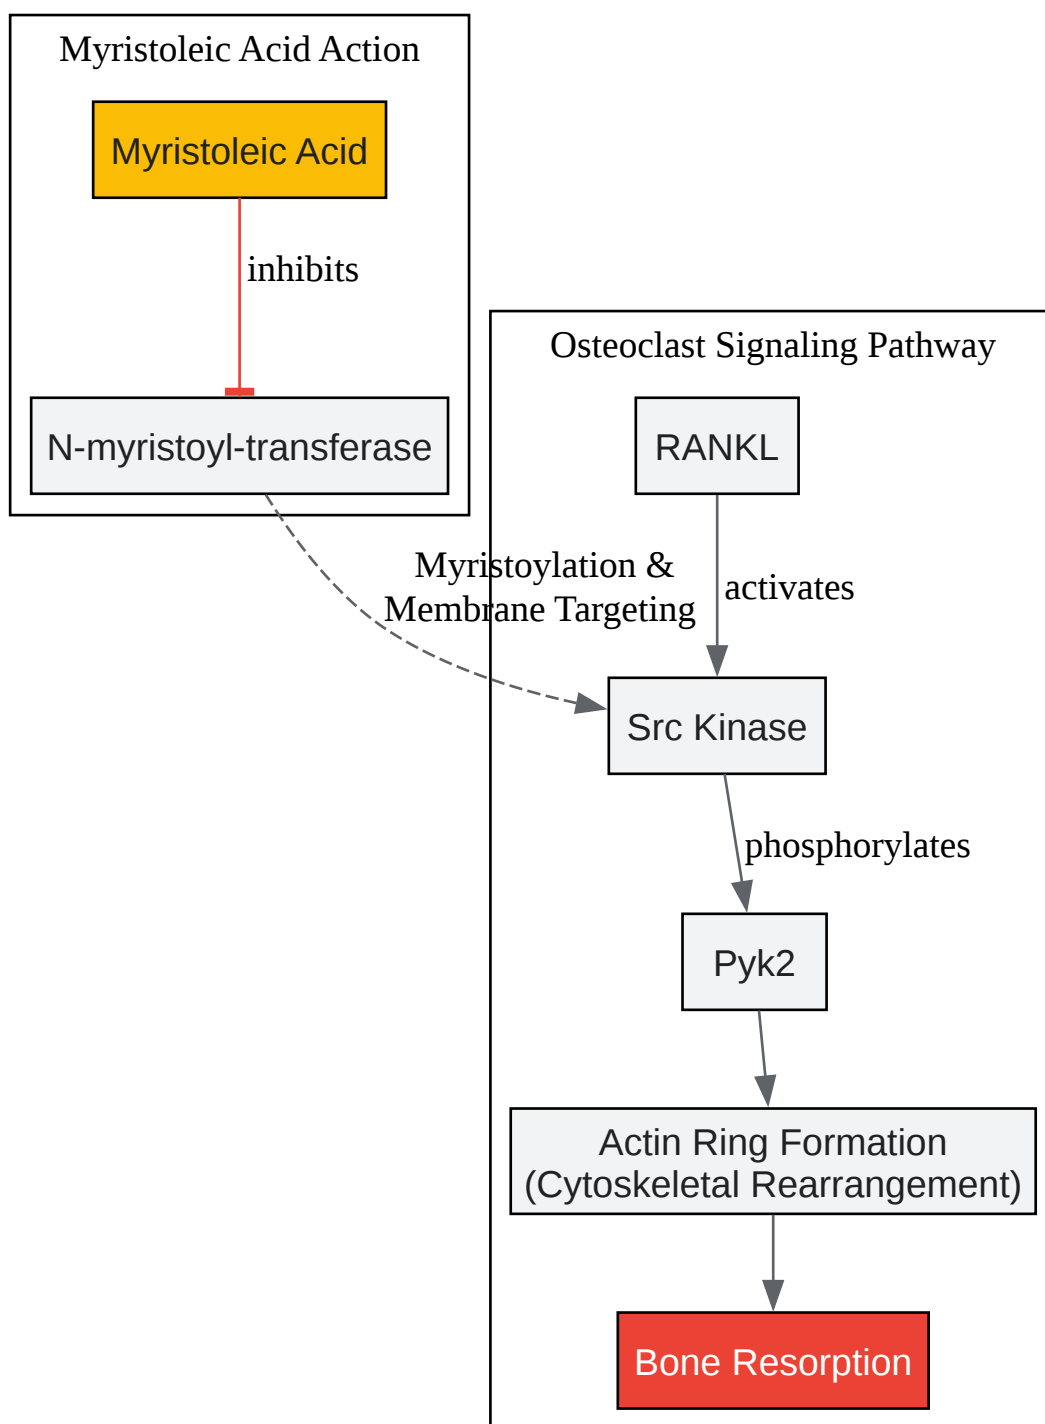 Myristoleic Acid Action
Myristoleic Acid
inhibits
N-myristoyl-transferase
Osteoclast Signaling Pathway
RANKL
Myristoylation &
Membrane Targeting
activates
Src Kinase
phosphorylates
Pyk2
Actin Ring Formation
(Cytoskeletal Rearrangement)
Bone Resorption